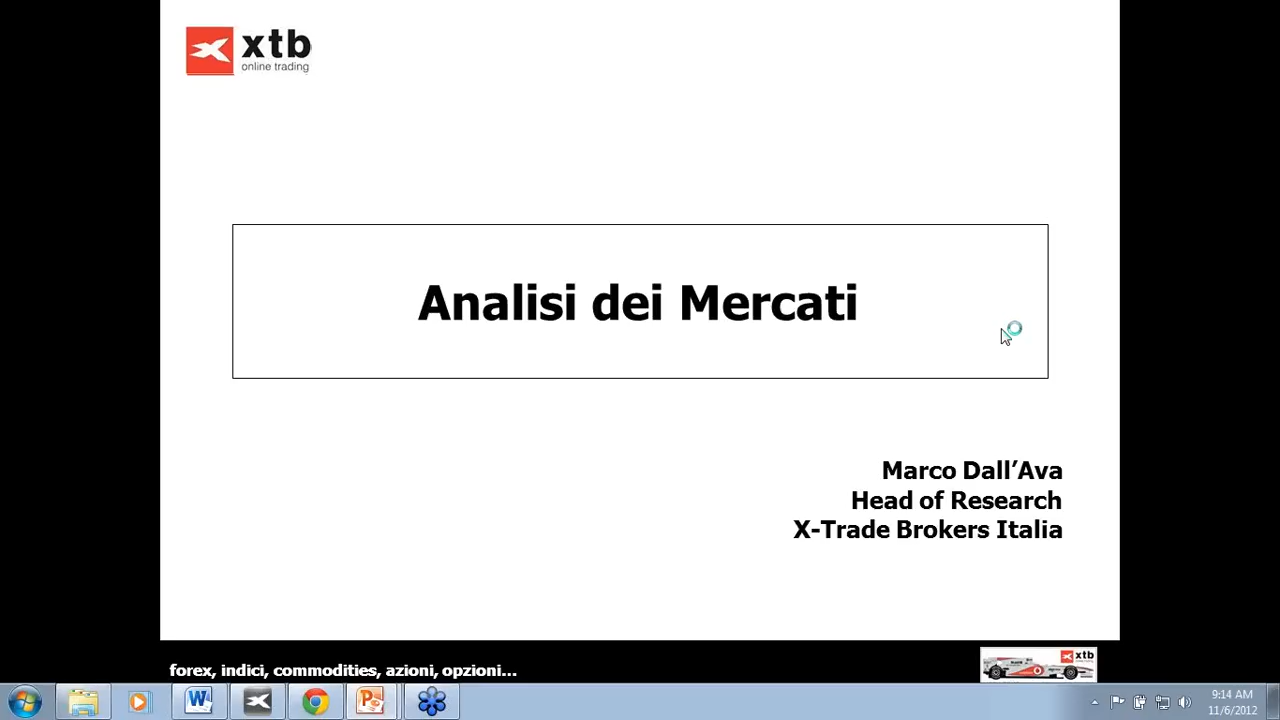 xtb
online trading
Analisi dei Mercati
Marco Dall’Ava
Head of Research
X-Trade Brokers Italia
forex, indici, commodities, azioni, opzioni...
xtb
9:14 AM
11/6/2012